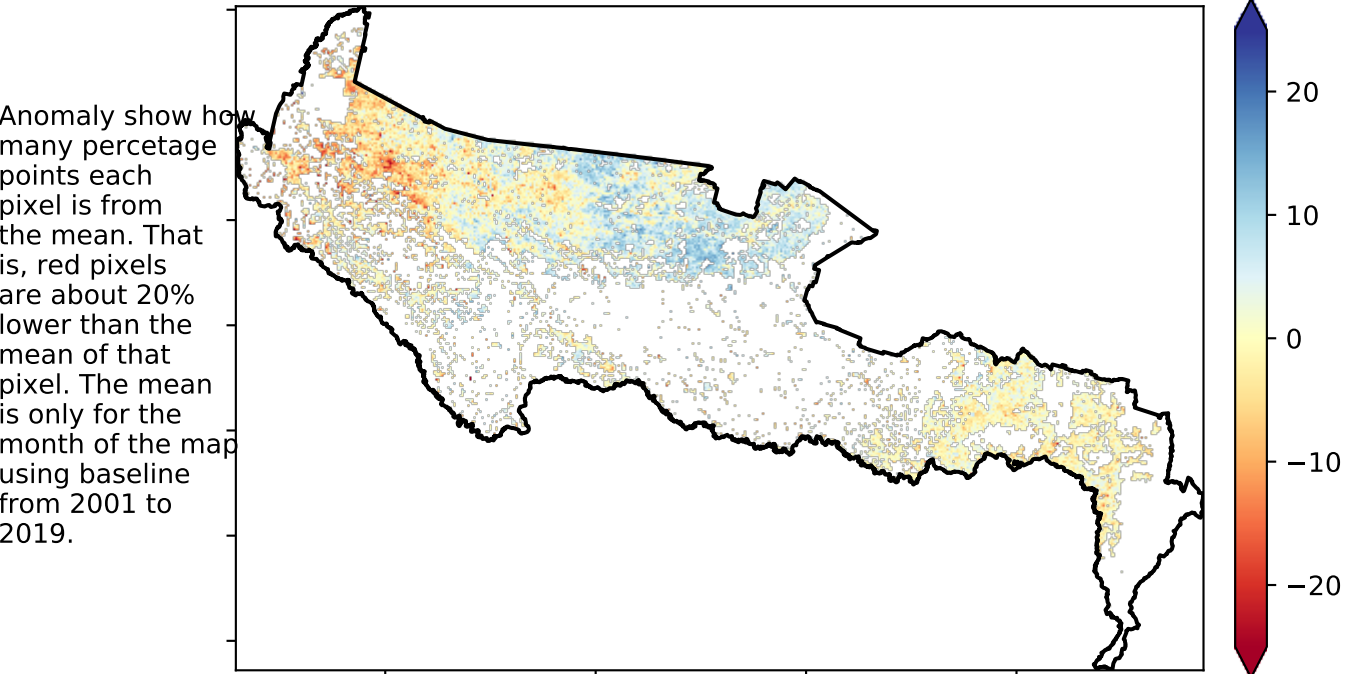 Anomaly show how
many percetage
points each
pixel is from
the mean. That
is, red pixels
are about 20%
lower than the
mean of that
pixel. The mean
is only for the
month of the map
using baseline
from 2001 to
2019.
20
10
0
−10
−20